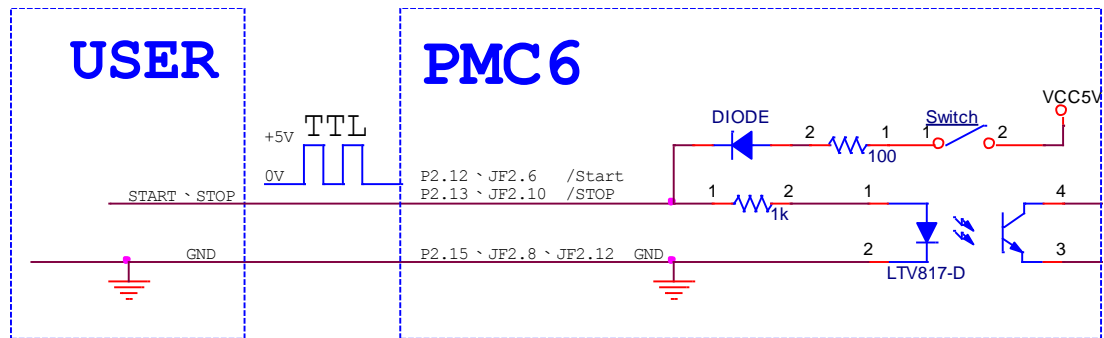 USER
PMC6
VCC5V
DIODE
Switch
2
1
1
2
100
+5V
TTL
0V
P2.12、JF2.6 /Start
START、STOP
P2.13、JF2.10 /STOP
1
2
1k
1
4
GND
P2.15、JF2.8、JF2.12 GND
2
3
LTV817-D